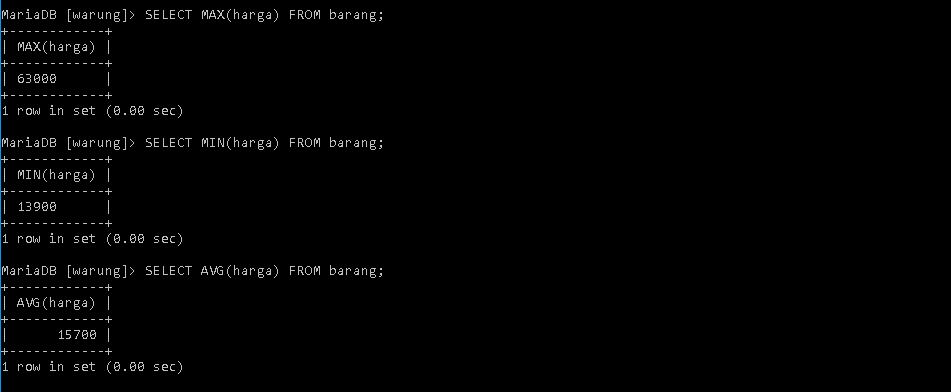 MariaDB [warung]> SELECT MAX(harga) FROM barang;
+------------+
| MAX(harga) |
+------------+
| 63000      |
+------------+
1 row in set (0.00 sec)
MariaDB [warung]> SELECT MIN(harga) FROM barang;
+------------+
| MIN(harga) |
+------------+
| 13900      |
+------------+
1 row in set (0.00 sec)
MariaDB [warung]> SELECT AVG(harga) FROM barang;
+------------+
| AVG(harga) |
+------------+
|      15700 |
+------------+
1 row in set (0.00 sec)